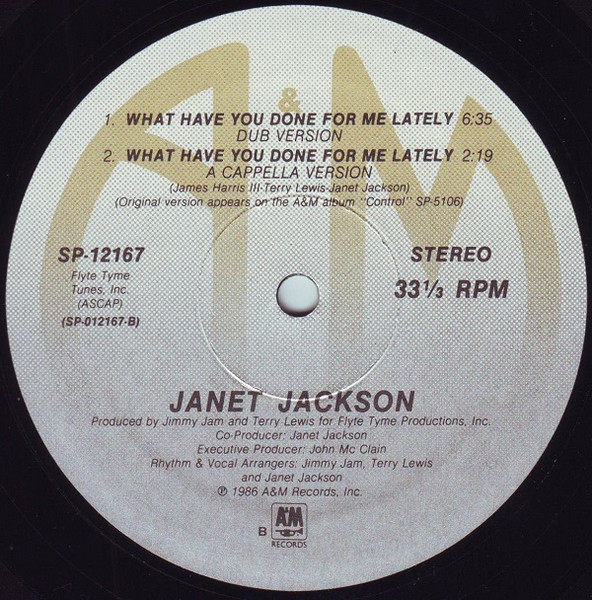 A&M
1. WHAT HAVE YOU DONE FOR ME LATELY 6:35
DUB VERSION
2. WHAT HAVE YOU DONE FOR ME LATELY 2:19
A CAPPELLA VERSION
(James Harris III-Terry Lewis-Janet Jackson)
(Original version appears on the A&M album "Control" SP-5106)
SP-12167
Flyte Tyme
Tunes, Inc.
(ASCAP)
(SP-012167-B)
STEREO
33 1/3 RPM
JANET JACKSON
Produced by Jimmy Jam and Terry Lewis for Flyte Tyme Productions, Inc.
Co-Producer: Janet Jackson
Executive Producer: John Mc Clain
Rhythm & Vocal Arrangers: Jimmy Jam, Terry Lewis
and Janet Jackson
℗ 1986 A&M Records, Inc.
B
A&M
RECORDS